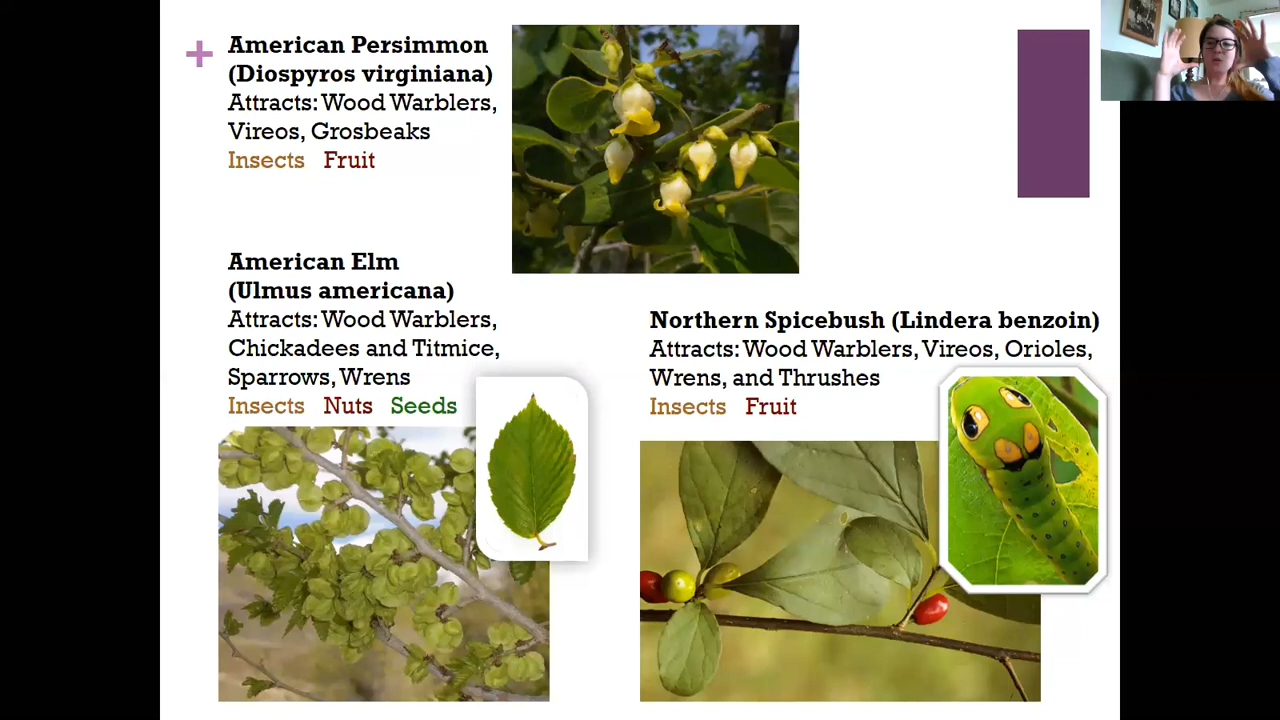 American Persimmon
(Diospyros virginiana)
Attracts: Wood Warblers,
Vireos, Grosbeaks
Insects Fruit
American Elm
(Ulmus americana)
Attracts: Wood Warblers,
Chickadees and Titmice,
Sparrows, Wrens
Insects Nuts Seeds
Northern Spicebush (Lindera benzoin)
Attracts: Wood Warblers, Vireos, Orioles,
Wrens, and Thrushes
Insects Fruit